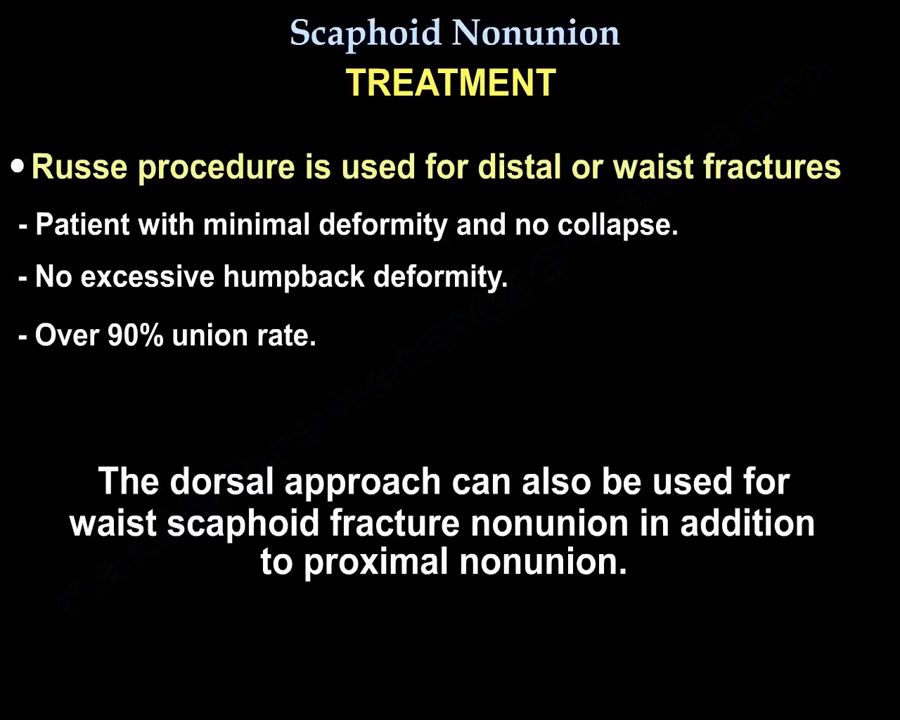 Scaphoid Nonunion
TREATMENT
• Russe procedure is used for distal or waist fractures
- Patient with minimal deformity and no collapse.
- No excessive humpback deformity.
- Over 90% union rate.
The dorsal approach can also be used for
waist scaphoid fracture nonunion in addition
to proximal nonunion.